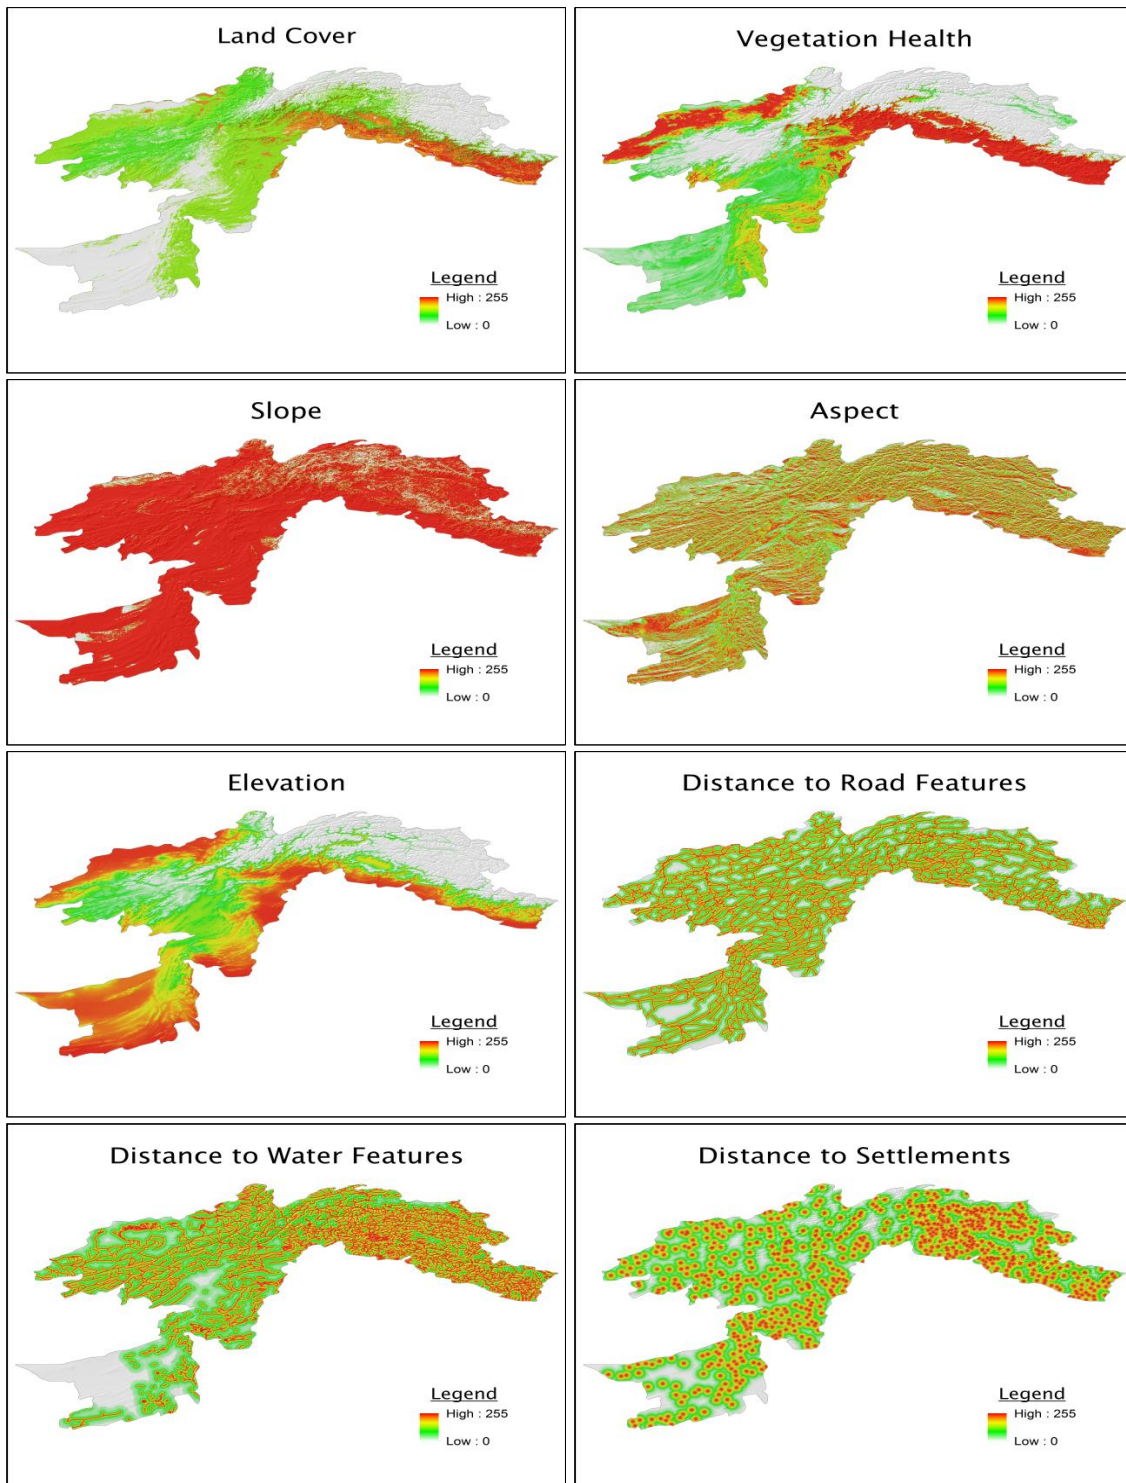 Land Cover
Legend
High : 255
Low : 0
Vegetation Health
Legend
High : 255
Low : 0
Slope
Legend
High : 255
Low : 0
Aspect
Legend
High : 255
Low : 0
Elevation
Legend
High : 255
Low : 0
Distance to Road Features
Legend
High : 255
Low : 0
Distance to Water Features
Legend
High : 255
Low : 0
Distance to Settlements
Legend
High : 255
Low : 0